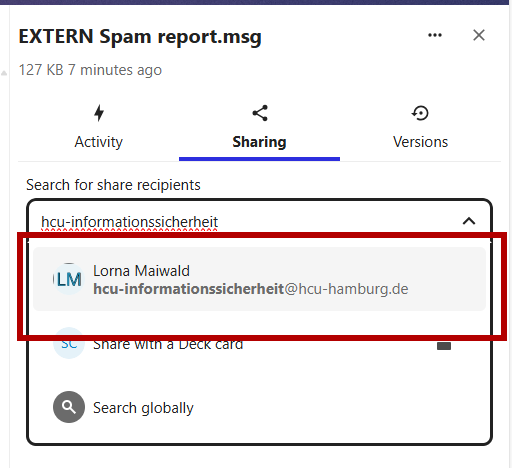 EXTERN Spam report.msg
127 KB 7 minutes ago
Activity
Sharing
Versions
Search for share recipients
hcu-informationssicherheit
LM
Lorna Maiwald
hcu-informationssicherheit@hcu-hamburg.de
SC
Share with a Deck card
Search globally